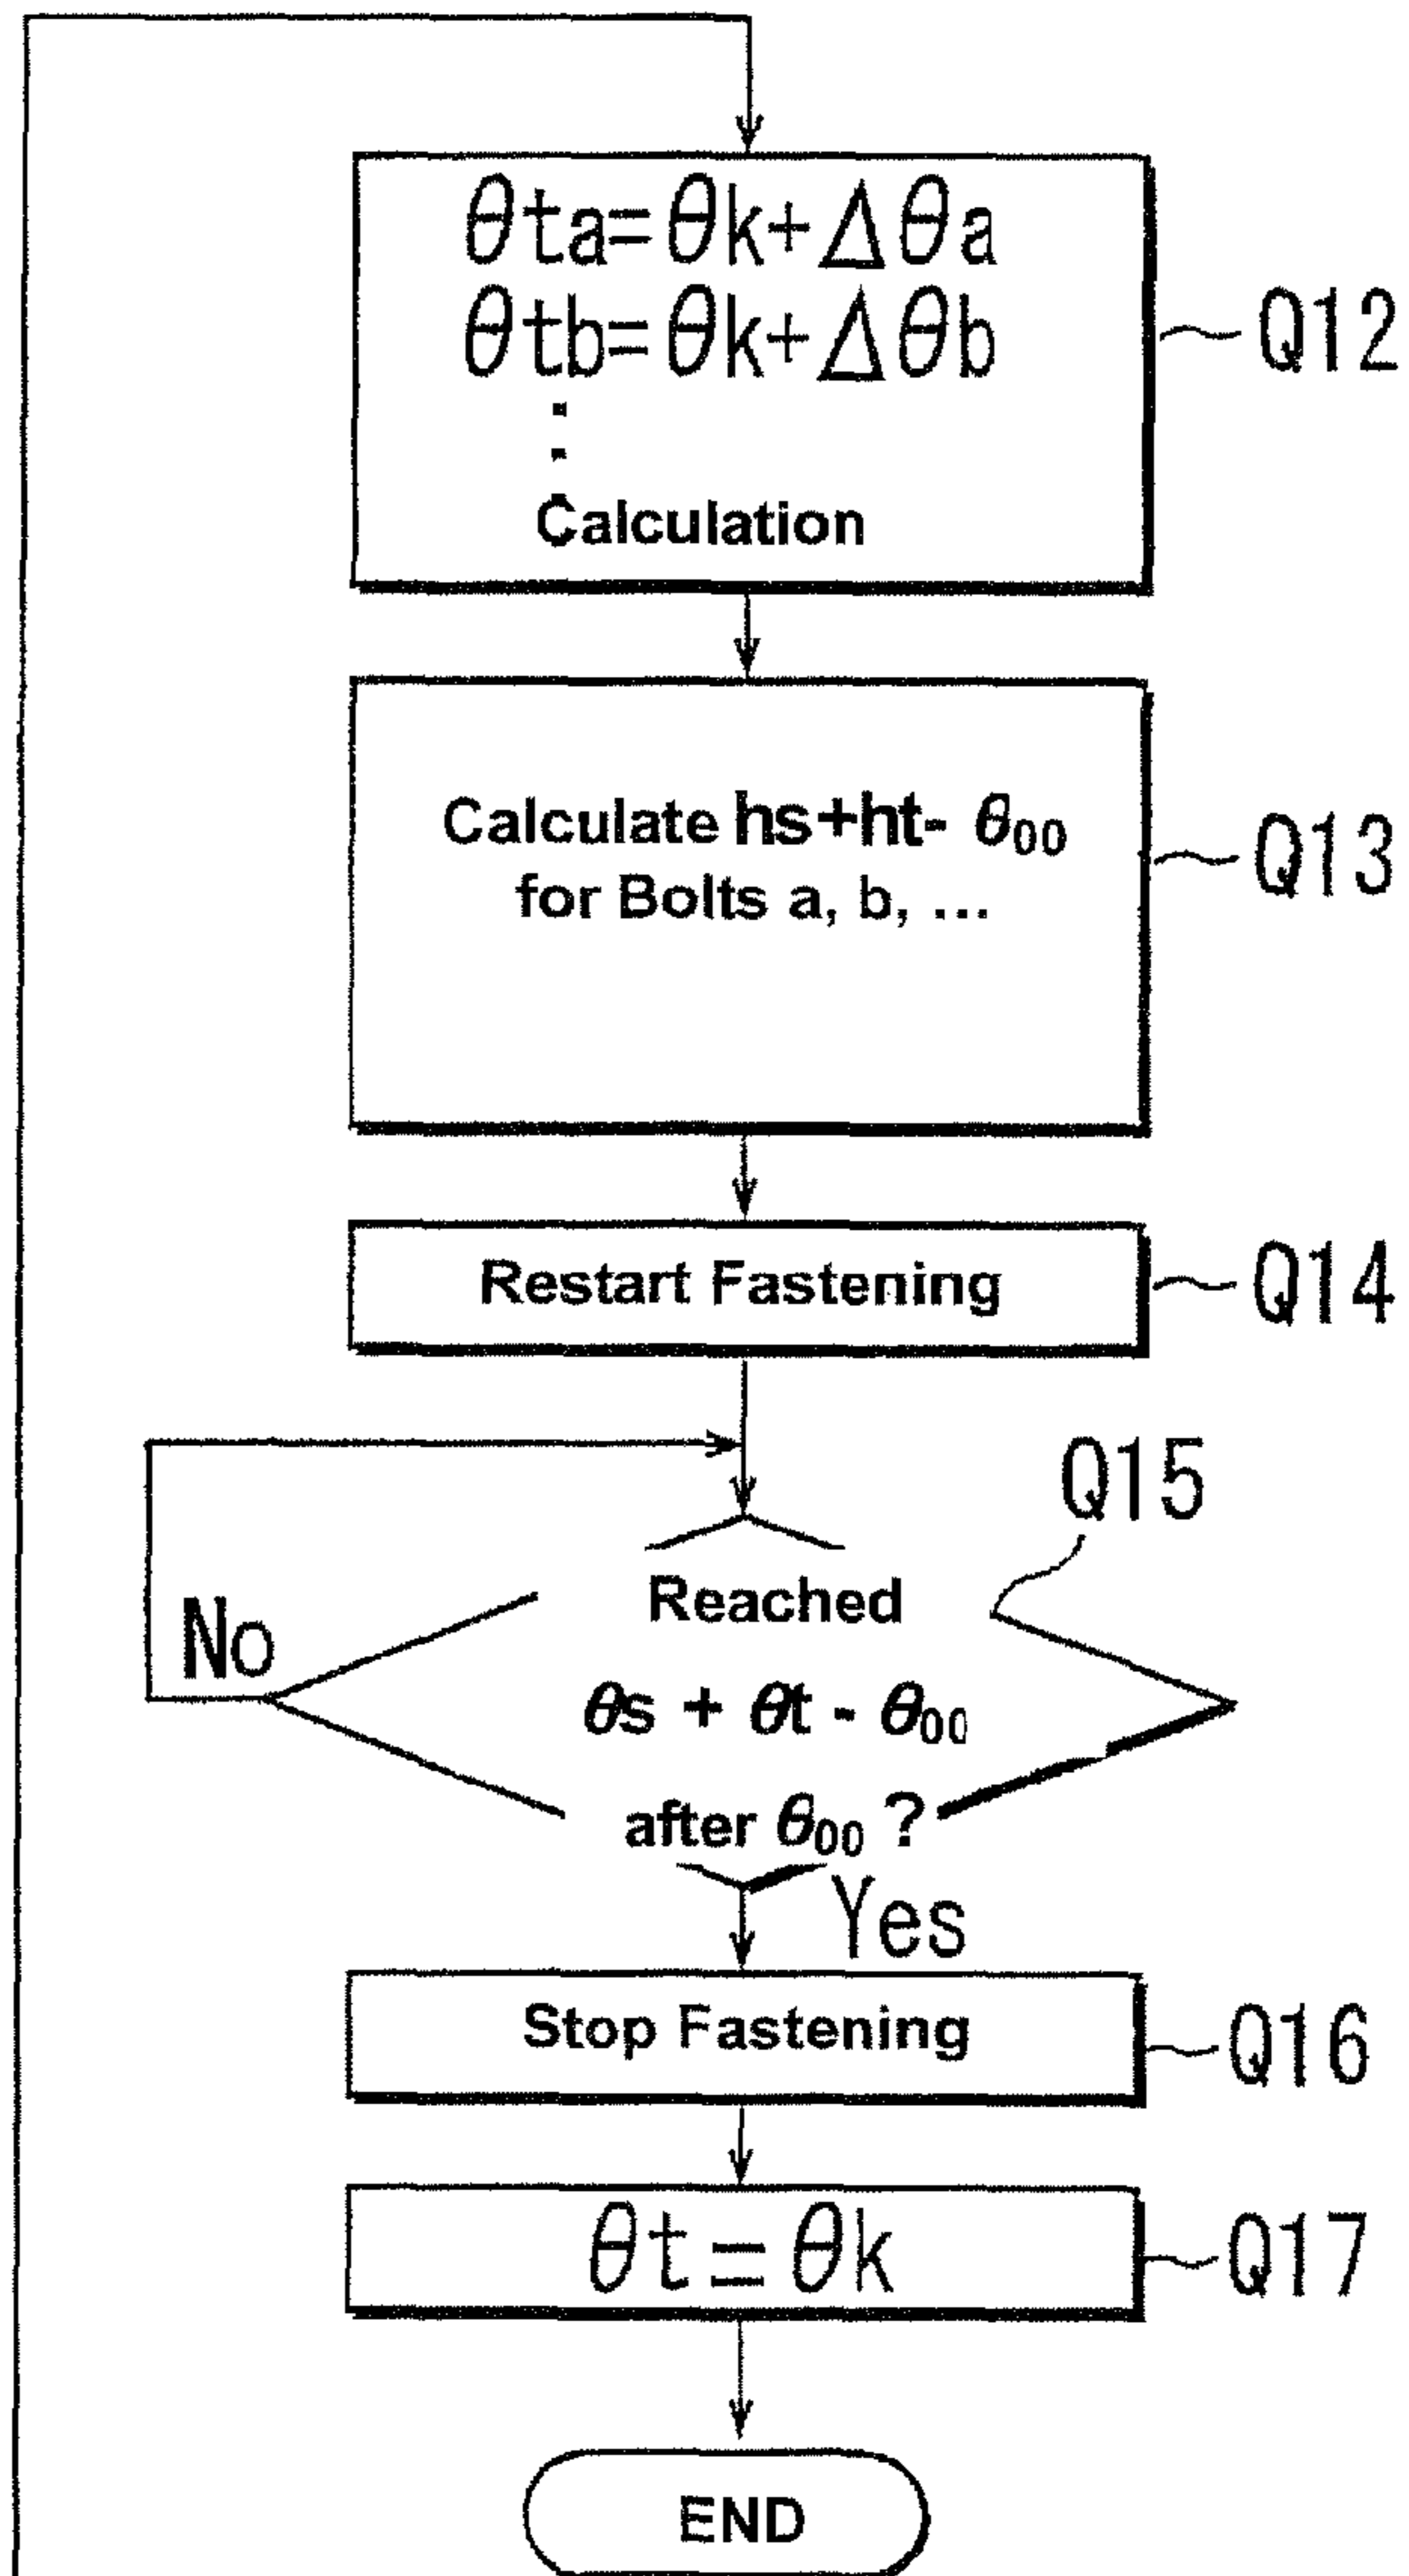 θta=θk+Δθa
θtb=θk+Δθb
⋮
Calculation
Q12
Calculate hs+ht- θ₀₀
for Bolts a, b, ...
Q13
Restart Fastening
Q14
Q15
No
Reached
θs + θt - θ₀₀
after θ₀₀ ?
Yes
Stop Fastening
Q16
θt = θk
Q17
END